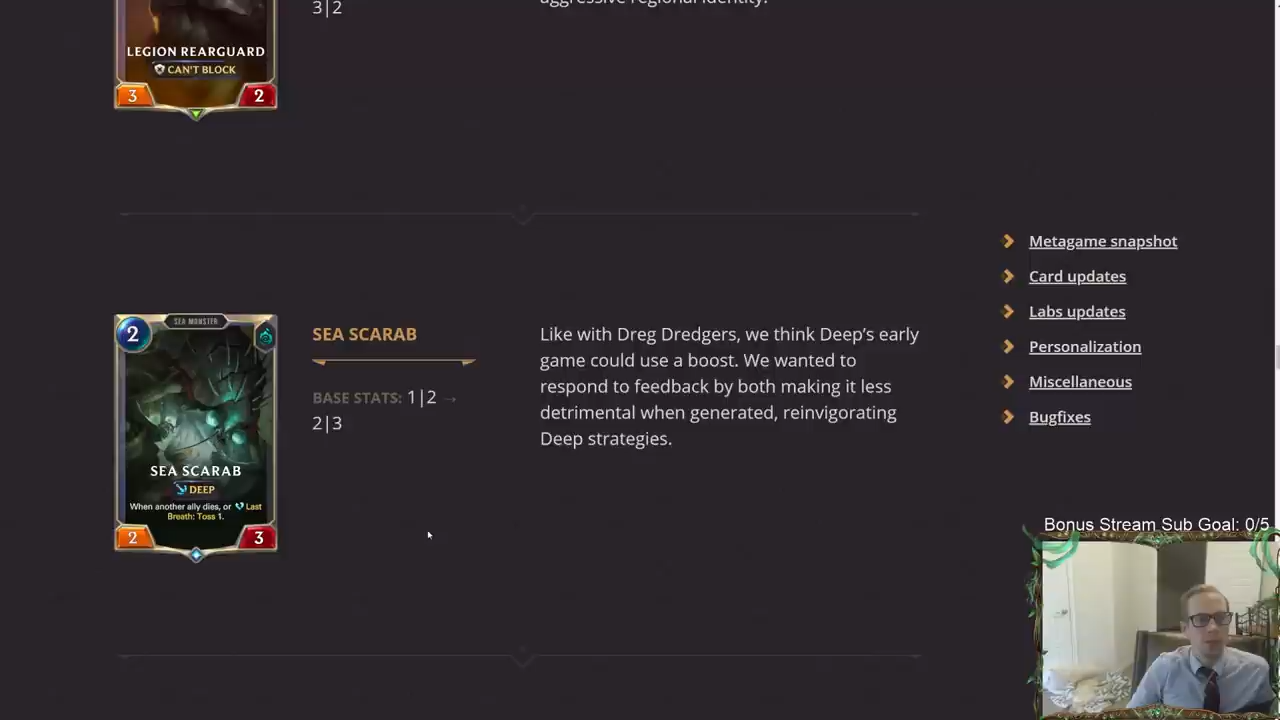 3|2
aggressive regional identity.
LEGION REARGUARD
CAN'T BLOCK
3
2
Metagame snapshot
Card updates
Labs updates
Personalization
Miscellaneous
Bugfixes
2
SEA MONSTER
SEA SCARAB
DEEP
When another ally dies, or Last
Breath: Toss 1.
2
3
SEA SCARAB
BASE STATS: 1|2 →
2|3
Like with Dreg Dredgers, we think Deep's early
game could use a boost. We wanted to
respond to feedback by both making it less
detrimental when generated, reinvigorating
Deep strategies.
Bonus Stream Sub Goal: 0/5